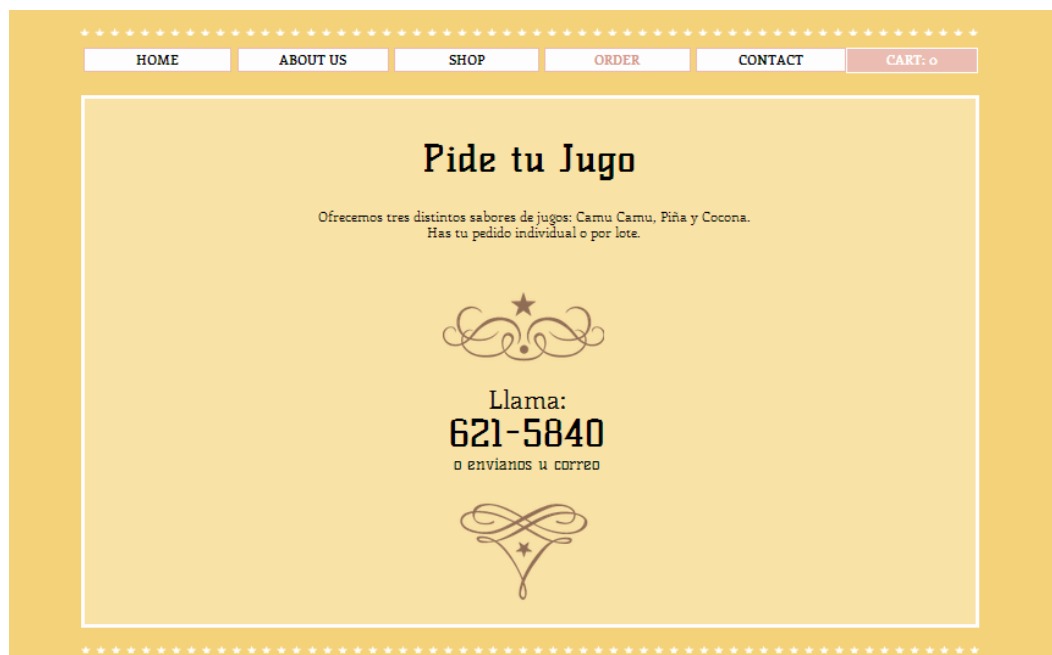 HOME ABOUT US SHOP ORDER CONTACT CART: 0
Pide tu Jugo
Ofrecemos tres distintos sabores de jugos: Camu Camu, Piña y Cocona.
Has tu pedido individual o por lote.
Llama:
621-5840
o envianos u correo